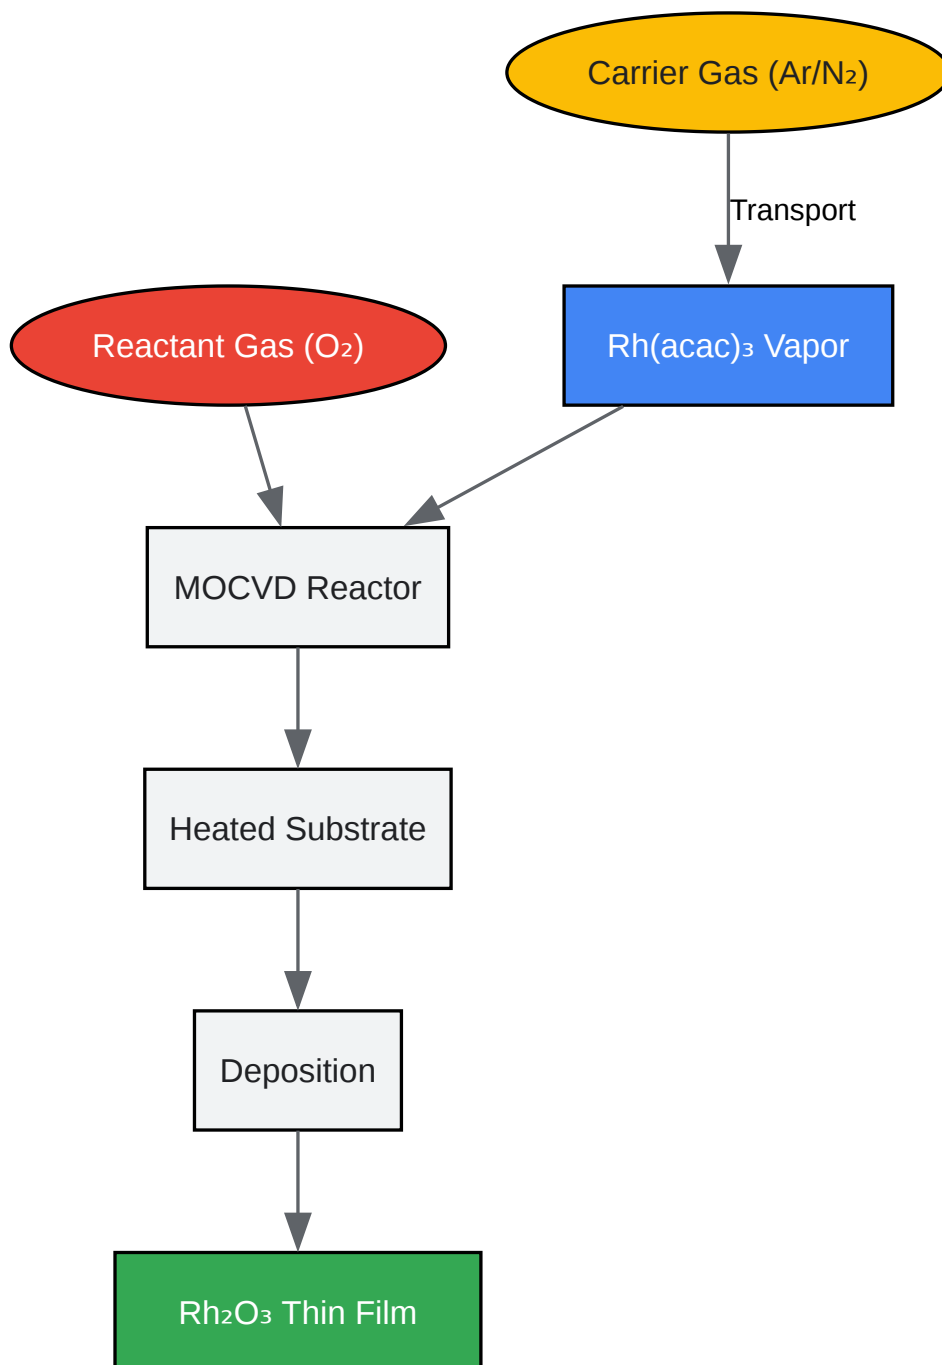 Carrier Gas (Ar/N₂)
Transport
Reactant Gas (O₂)
Rh(acac)₃ Vapor
MOCVD Reactor
Heated Substrate
Deposition
Rh₂O₃ Thin Film